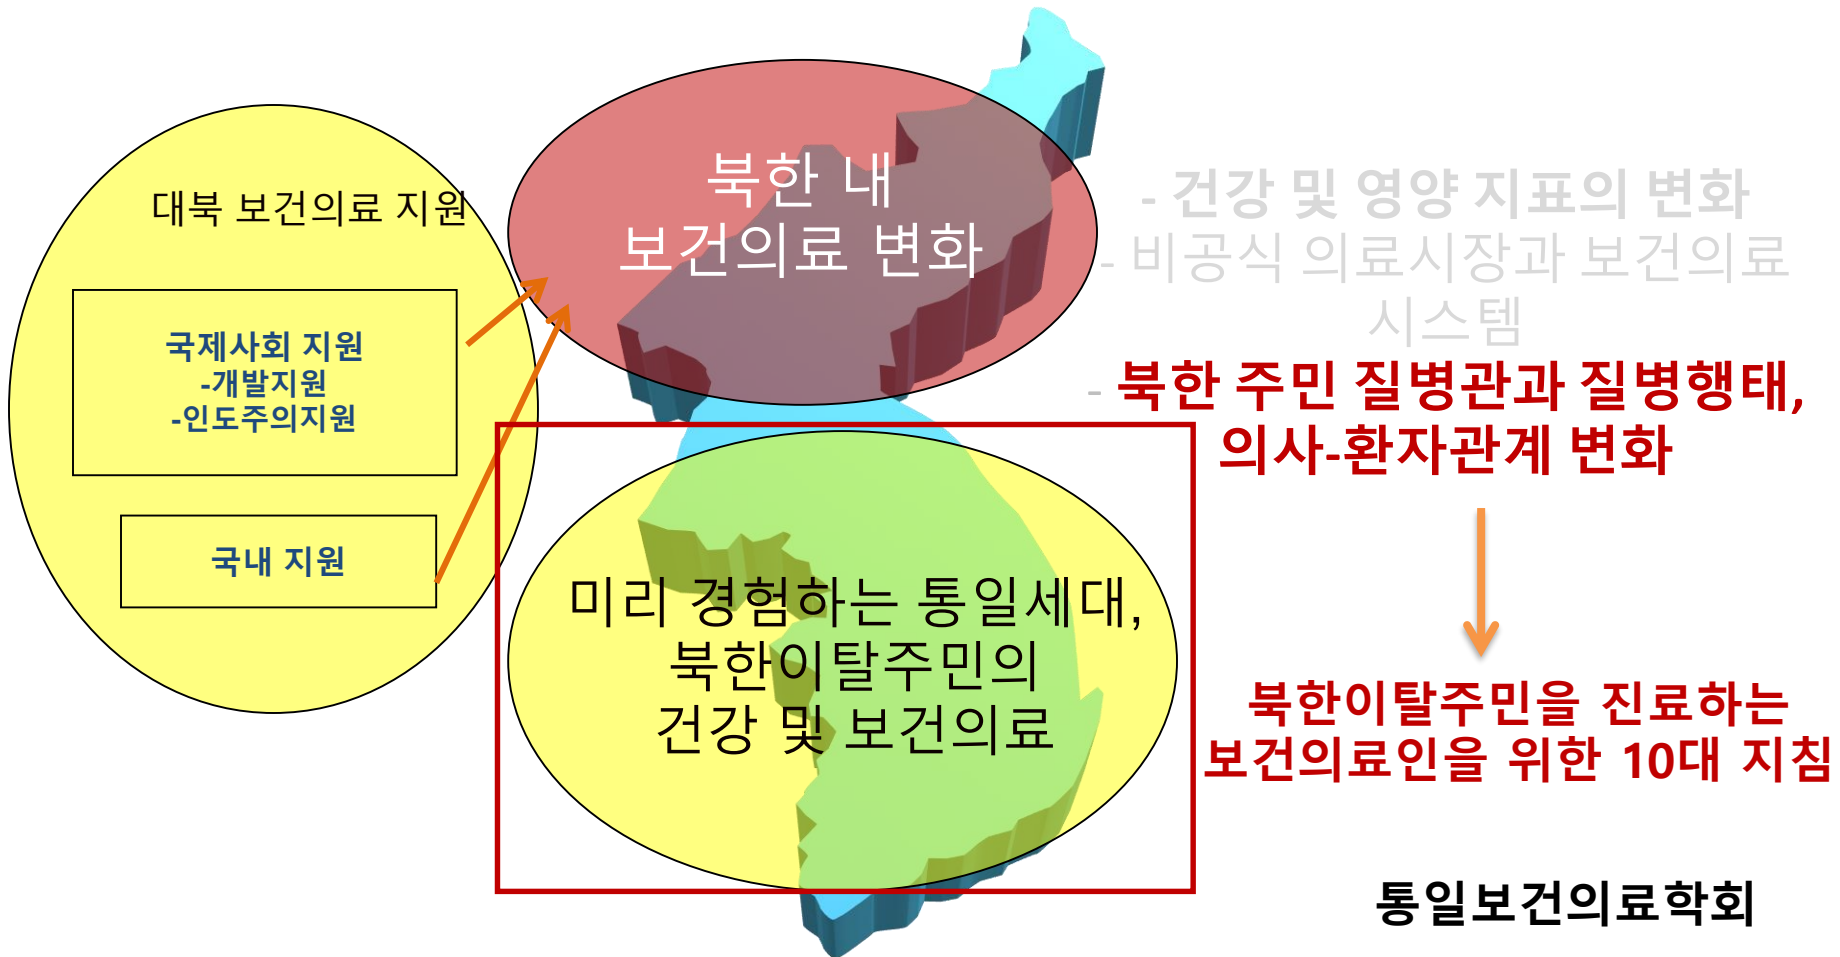 대북 보건의료 지원
국제사회 지원
-개발지원
-인도주의지원
국내 지원
북한 내
보건의료 변화
미리 경험하는 통일세대,
북한이탈주민의
건강 및 보건의료
- 건강 및 영양 지표의 변화
- 비공식 의료시장과 보건의료
시스템
- 북한 주민 질병관과 질병행태,
의사-환자관계 변화
북한이탈주민을 진료하는
보건의료인을 위한 10대 지침
통일보건의료학회